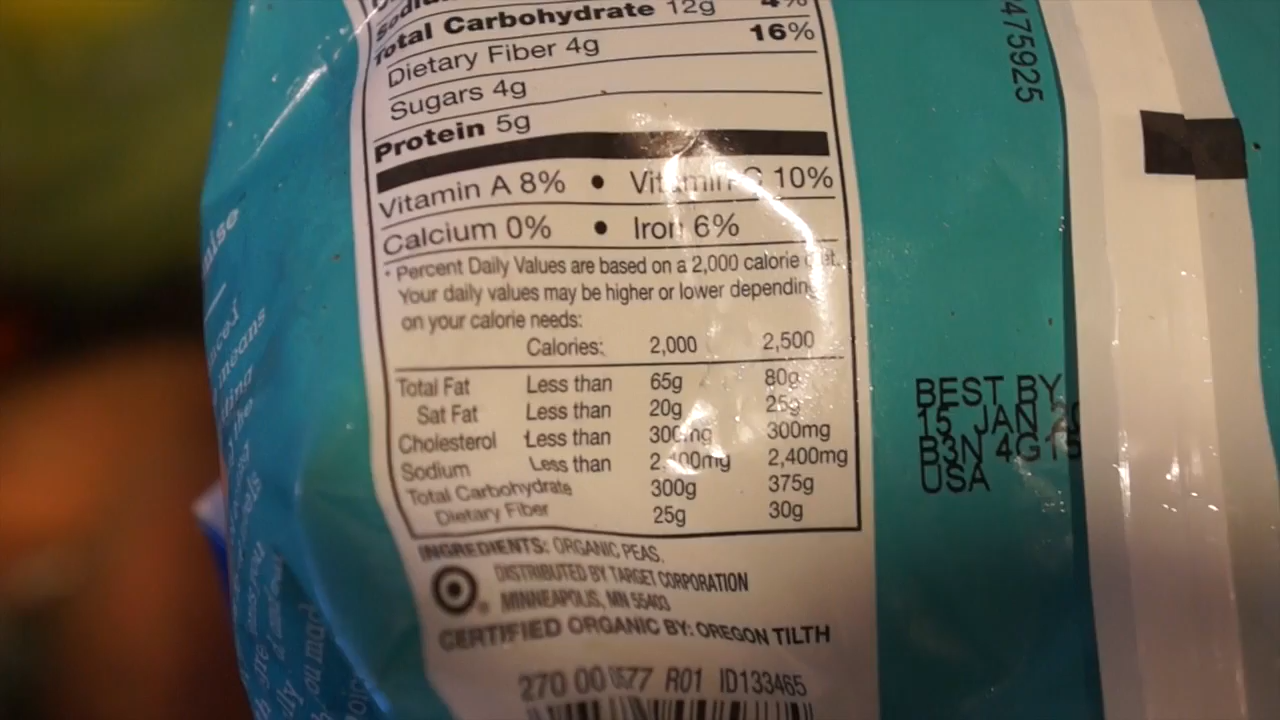 Total Carbohydrate 12g 4%
Dietary Fiber 4g 16%
Sugars 4g
Protein 5g
Vitamin A 8% • Vitamin C 10%
Calcium 0% • Iron 6%
* Percent Daily Values are based on a 2,000 calorie diet.
Your daily values may be higher or lower depending
on your calorie needs:
Calories: 2,000 2,500
Total Fat Less than 65g 80g
Sat Fat Less than 20g 25g
Cholesterol Less than 300mg 300mg
Sodium Less than 2,400mg 2,400mg
Total Carbohydrate 300g 375g
Dietary Fiber 25g 30g
INGREDIENTS: ORGANIC PEAS.
DISTRIBUTED BY TARGET CORPORATION
MINNEAPOLIS, MN 55403
CERTIFIED ORGANIC BY: OREGON TILTH
270 00 R01 ID133465
475925
BEST BY
15 JAN
B3N
USA
means
the